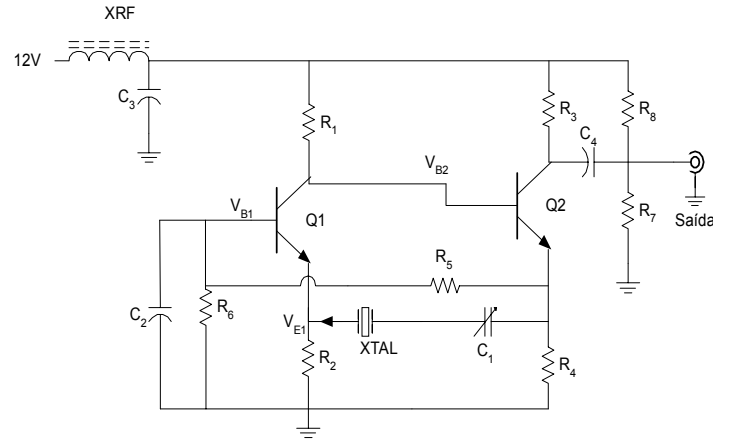 XRF
12V
C3
R1
R3
C4
R8
VB2
VB1
Q1
Q2
R7
Saída
R5
C2
R6
VE1
XTAL
C1
R2
R4